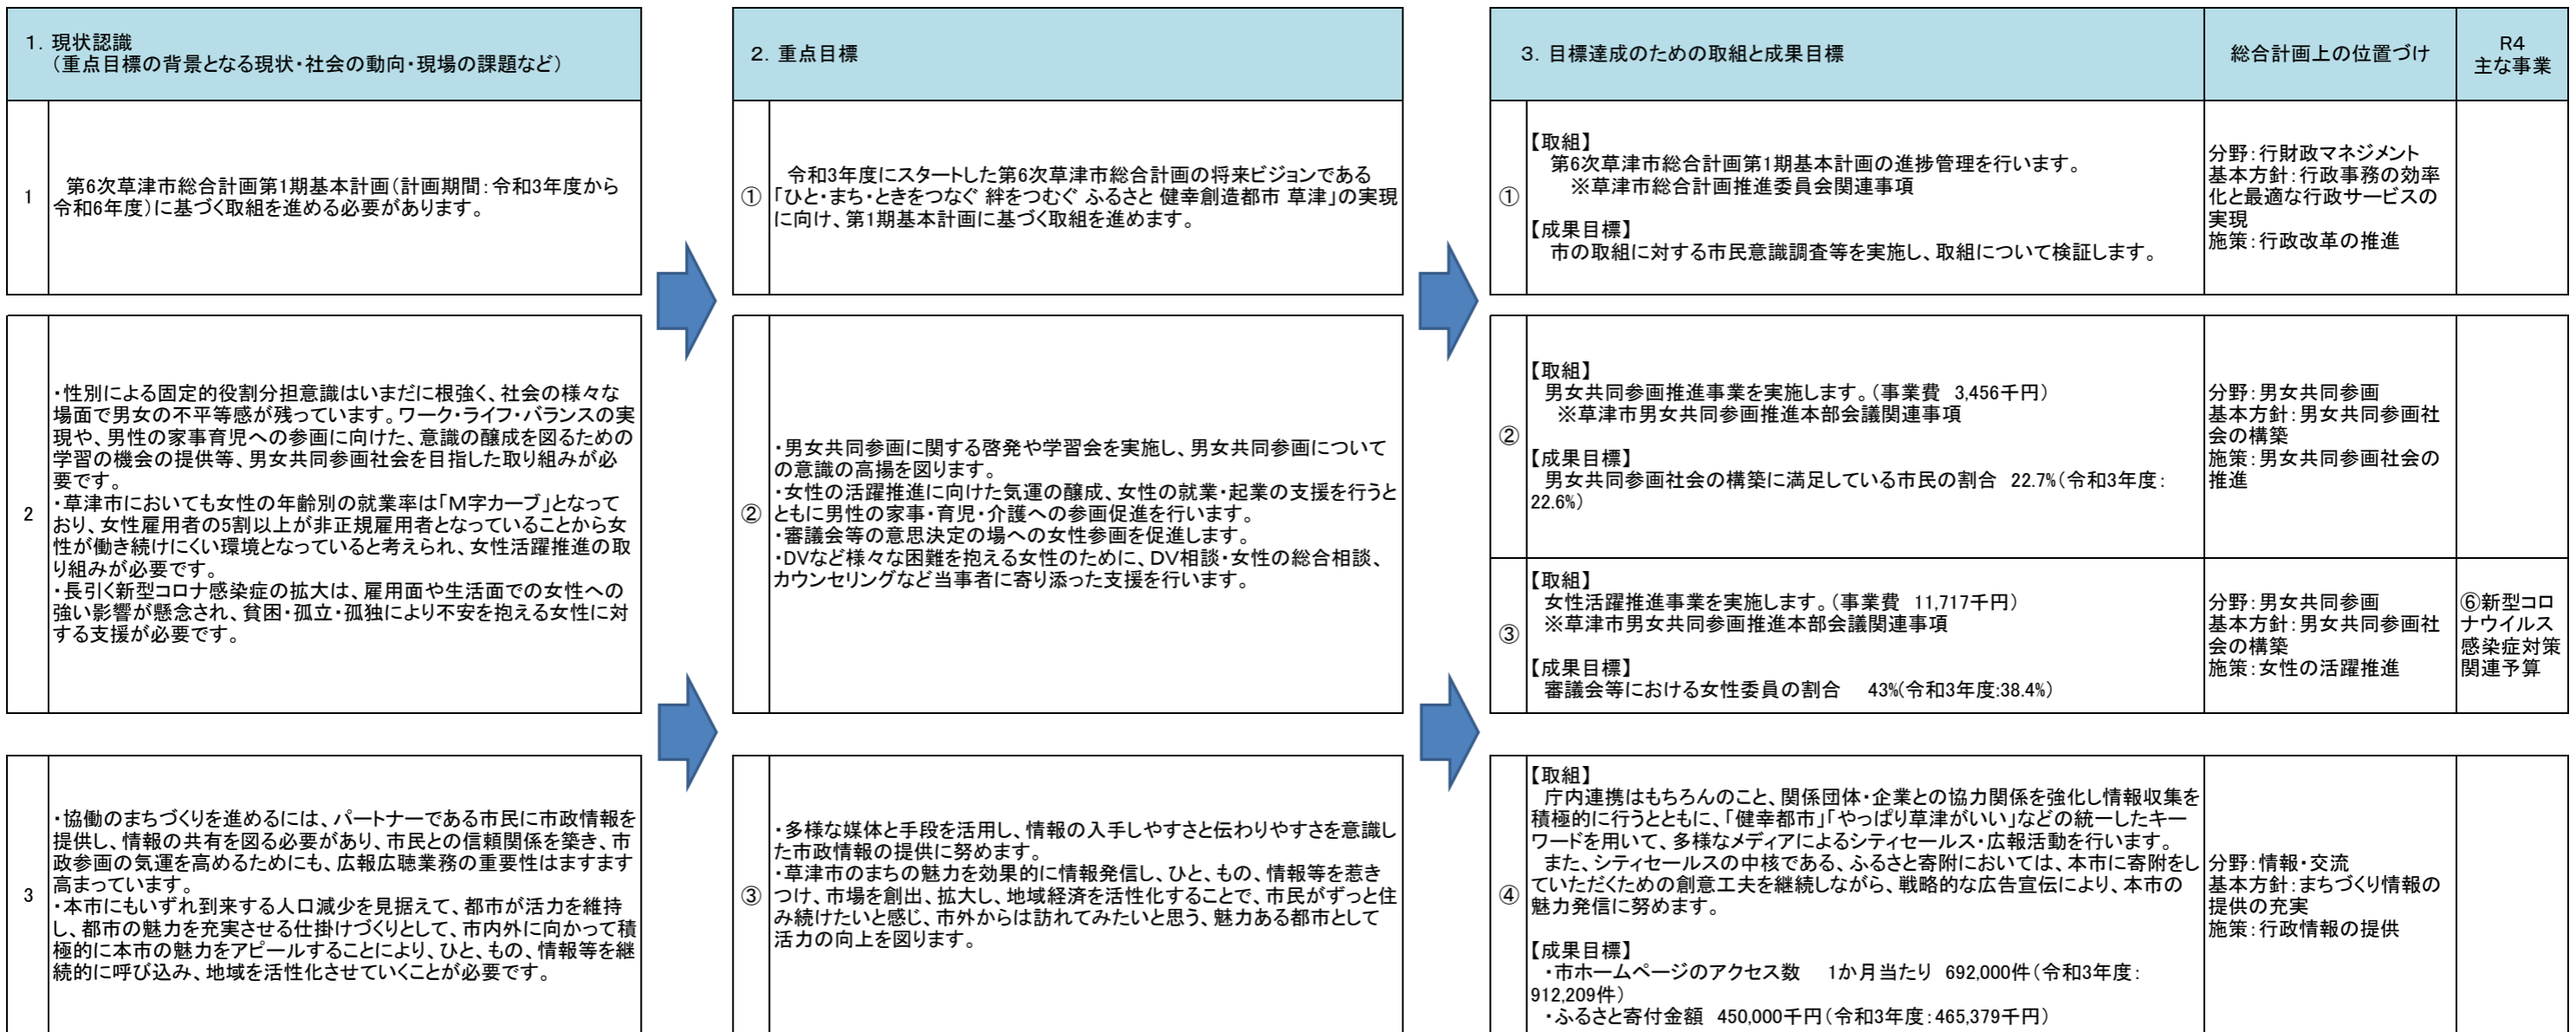 1．現状認識
（重点目標の背景となる現状・社会の動向・現場の課題など）
2．重点目標
3．目標達成のための取組と成果目標
総合計画上の位置づけ
R4
主な事業
1
第6次草津市総合計画第1期基本計画（計画期間：令和3年度から
令和6年度）に基づく取組を進める必要があります。
①
令和3年度にスタートした第6次草津市総合計画の将来ビジョンである
「ひと・まち・ときをつなぐ 絆をつむぐ ふるさと 健幸創造都市 草津」の実現
に向け、第1期基本計画に基づく取組を進めます。
①
【取組】
第6次草津市総合計画第1期基本計画の進捗管理を行います。
※草津市総合計画推進委員会関連事項
【成果目標】
市の取組に対する市民意識調査等を実施し、取組について検証します。
分野：行財政マネジメント
基本方針：行政事務の効率
化と最適な行政サービスの
実現
施策：行政改革の推進
2
・性別による固定的役割分担意識はいまだに根強く、社会の様々な
場面で男女の不平等感が残っています。ワーク・ライフ・バランスの実
現や、男性の家事育児への参画に向けた、意識の醸成を図るための
学習の機会の提供等、男女共同参画社会を目指した取り組みが必
要です。
・草津市においても女性の年齢別の就業率は「M字カーブ」となって
おり、女性雇用者の5割以上が非正規雇用者となっていることから女
性が働き続けにくい環境となっていると考えられ、女性活躍推進の取
り組みが必要です。
・長引く新型コロナ感染症の拡大は、雇用面や生活面での女性への
強い影響が懸念され、貧困・孤立・孤独により不安を抱える女性に対
する支援が必要です。
②
・男女共同参画に関する啓発や学習会を実施し、男女共同参画について
の意識の高揚を図ります。
・女性の活躍推進に向けた気運の醸成、女性の就業・起業の支援を行うと
ともに男性の家事・育児・介護への参画促進を行います。
・審議会等の意思決定の場への女性参画を促進します。
・DVなど様々な困難を抱える女性のために、DV相談・女性の総合相談、
カウンセリングなど当事者に寄り添った支援を行います。
②
【取組】
男女共同参画推進事業を実施します。（事業費 3,456千円）
※草津市男女共同参画推進本部会議関連事項
【成果目標】
男女共同参画社会の構築に満足している市民の割合 22.7%（令和3年度：
22.6%）
分野：男女共同参画
基本方針：男女共同参画社
会の構築
施策：男女共同参画社会の
推進
③
【取組】
女性活躍推進事業を実施します。（事業費 11,717千円）
※草津市男女共同参画推進本部会議関連事項
【成果目標】
審議会等における女性委員の割合 43%(令和3年度:38.4%)
分野：男女共同参画
基本方針：男女共同参画社
会の構築
施策：女性の活躍推進
⑥新型コロ
ナウイルス
感染症対策
関連予算
3
・協働のまちづくりを進めるには、パートナーである市民に市政情報を
提供し、情報の共有を図る必要があり、市民との信頼関係を築き、市
政参画の気運を高めるためにも、広報広聴業務の重要性はますます
高まっています。
・本市にもいずれ到来する人口減少を見据えて、都市が活力を維持
し、都市の魅力を充実させる仕掛けづくりとして、市内外に向かって積
極的に本市の魅力をアピールすることにより、ひと、もの、情報等を継
続的に呼び込み、地域を活性化させていくことが必要です。
③
・多様な媒体と手段を活用し、情報の入手しやすさと伝わりやすさを意識し
た市政情報の提供に努めます。
・草津市のまちの魅力を効果的に情報発信し、ひと、もの、情報等を惹き
つけ、市場を創出、拡大し、地域経済を活性化することで、市民がずっと住
み続けたいと感じ、市外からは訪れてみたいと思う、魅力ある都市として
活力の向上を図ります。
④
【取組】
庁内連携はもちろんのこと、関係団体・企業との協力関係を強化し情報収集を
積極的に行うとともに、「健幸都市」「やっぱり草津がいい」などの統一したキー
ワードを用いて、多様なメディアによるシティセールス・広報活動を行います。
また、シティセールスの中核である、ふるさと寄附においては、本市に寄附をし
ていただくための創意工夫を継続しながら、戦略的な広告宣伝により、本市の
魅力発信に努めます。
【成果目標】
・市ホームページのアクセス数 1か月当たり 692,000件（令和3年度：
912,209件）
・ふるさと寄付金額 450,000千円（令和3年度：465,379千円）
分野：情報・交流
基本方針：まちづくり情報の
提供の充実
施策：行政情報の提供